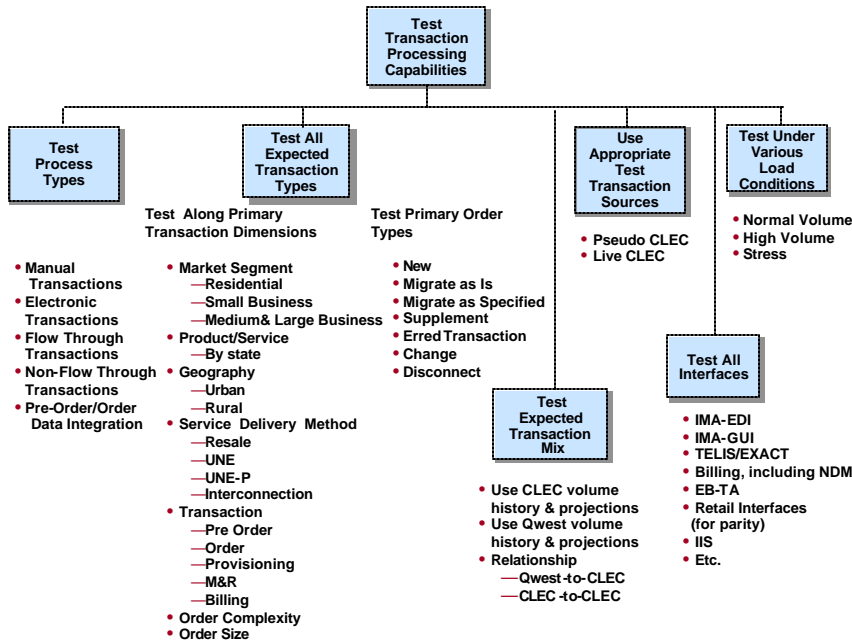 Test
Transaction
Processing
Capabilities
Test
Process
Types
• Manual
Transactions
• Electronic
Transactions
• Flow Through
Transactions
• Non-Flow Through
Transactions
• Pre-Order/Order
Data Integration
Test All
Expected
Transaction
Types
Test Along Primary
Transaction Dimensions
• Market Segment
—Residential
—Small Business
—Medium& Large Business
• Product/Service
—By state
• Geography
—Urban
—Rural
• Service Delivery Method
—Resale
—UNE
—UNE-P
—Interconnection
• Transaction
—Pre Order
—Order
—Provisioning
—M&R
—Billing
• Order Complexity
• Order Size
Test Primary Order
Types
• New
• Migrate as Is
• Migrate as Specified
• Supplement
• Erred Transaction
• Change
• Disconnect
Test
Expected
Transaction
Mix
• Use CLEC volume
history & projections
• Use Qwest volume
history & projections
• Relationship
—Qwest-to-CLEC
—CLEC-to-CLEC
Use
Appropriate
Test
Transaction
Sources
• Pseudo CLEC
• Live CLEC
Test All
Interfaces
• IMA-EDI
• IMA-GUI
• TELIS/EXACT
• Billing, including NDM
• EB-TA
• Retail Interfaces
(for parity)
• IIS
• Etc.
Test Under
Various
Load
Conditions
• Normal Volume
• High Volume
• Stress